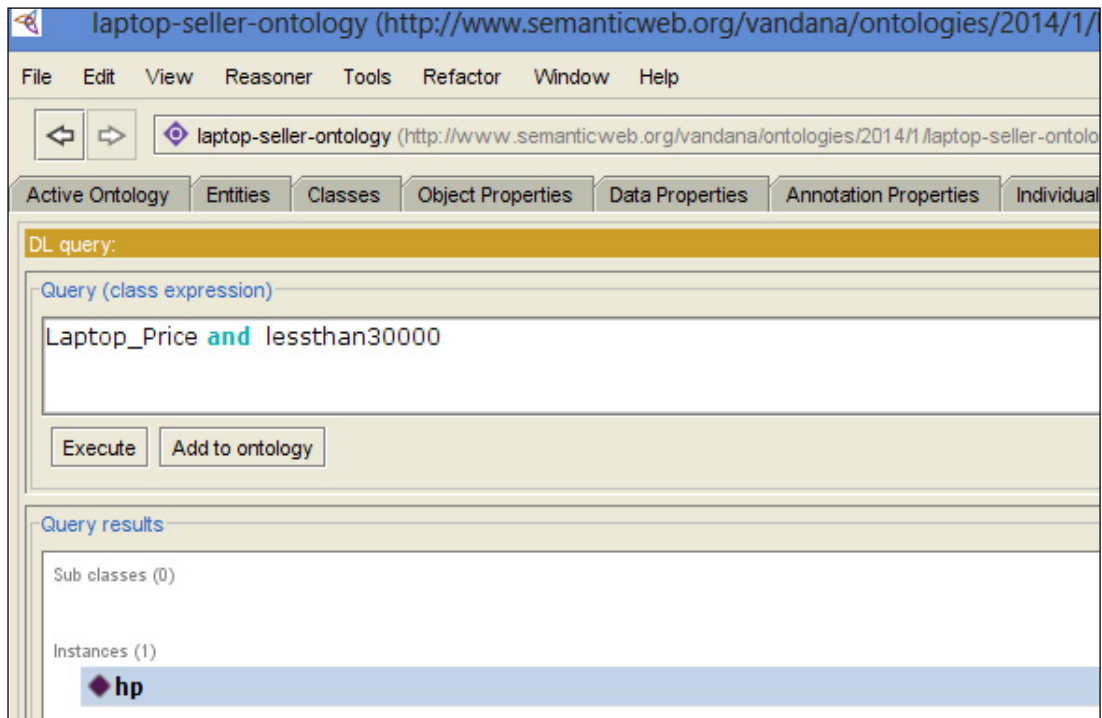 laptop-seller-ontology (http://www.semanticweb.org/vandana/ontologies/2014/1/
File Edit View Reasoner Tools Refactor Window Help
laptop-seller-ontology (http://www.semanticweb.org/vandana/ontologies/2014/1/laptop-seller-ontolo
Active Ontology Entities Classes Object Properties Data Properties Annotation Properties Individual
DL query:
Query (class expression)
Laptop_Price and lessthan30000
Execute Add to ontology
Query results
Sub classes (0)
Instances (1)
hp